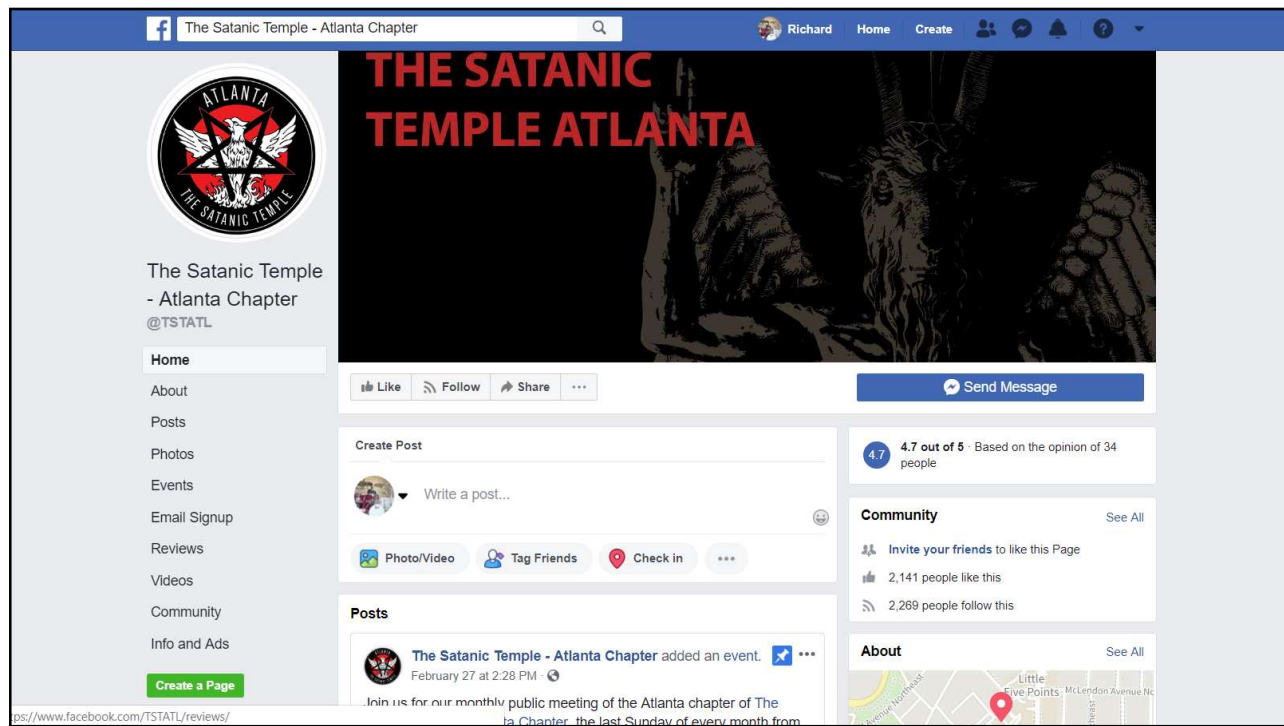 The Satanic Temple - Atlanta Chapter
Richard
Home
Create
ATLANTA
THE SATANIC TEMPLE
THE SATANIC
TEMPLE ATLANTA
The Satanic Temple
- Atlanta Chapter
@TSTATL
Home
About
Posts
Photos
Events
Email Signup
Reviews
Videos
Community
Info and Ads
Create a Page
Like
Follow
Share
Send Message
Create Post
Write a post...
Photo/Video
Tag Friends
Check in
Posts
The Satanic Temple - Atlanta Chapter added an event.
February 27 at 2:28 PM ·
Join us for our monthly public meeting of the Atlanta chapter of The
ta Chapter, the last Sunday of every month from
4.7
4.7 out of 5 · Based on the opinion of 34
people
Community
See All
Invite your friends to like this Page
2,141 people like this
2,269 people follow this
About
See All
Little
Five Points
McLendon Avenue
Avenue Northeast
ps://www.facebook.com/TSTATL/reviews/